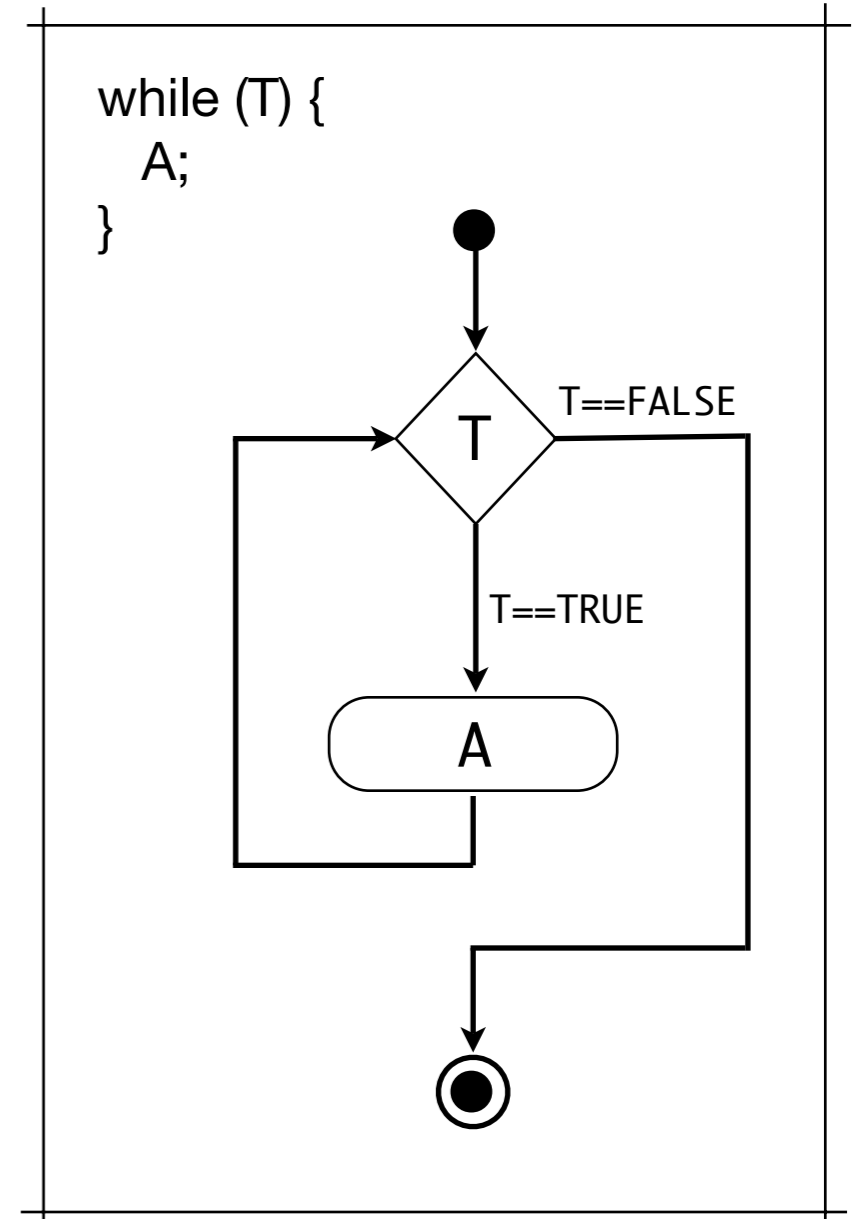 while (T) {
A;
}
T
T==FALSE
T==TRUE
A